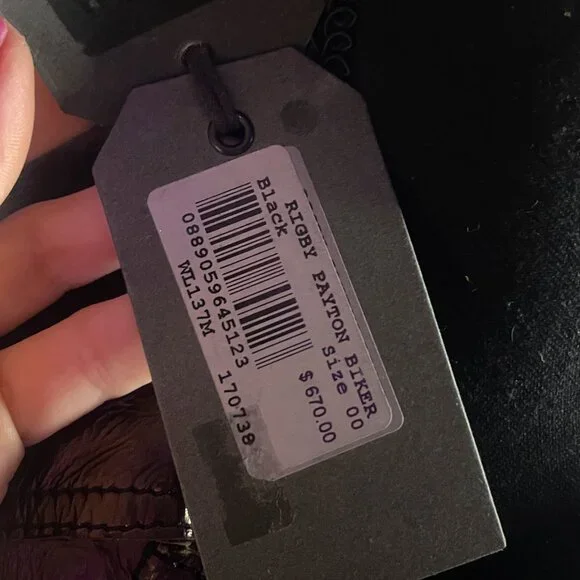 RIGBY PAYTON BIKER
Black Size 00
$670.00
0889059645123
WL137M 170738